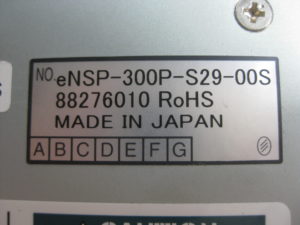 NO. eNSP-300P-S29-00S
88276010 RoHS
MADE IN JAPAN
A B C D E F G